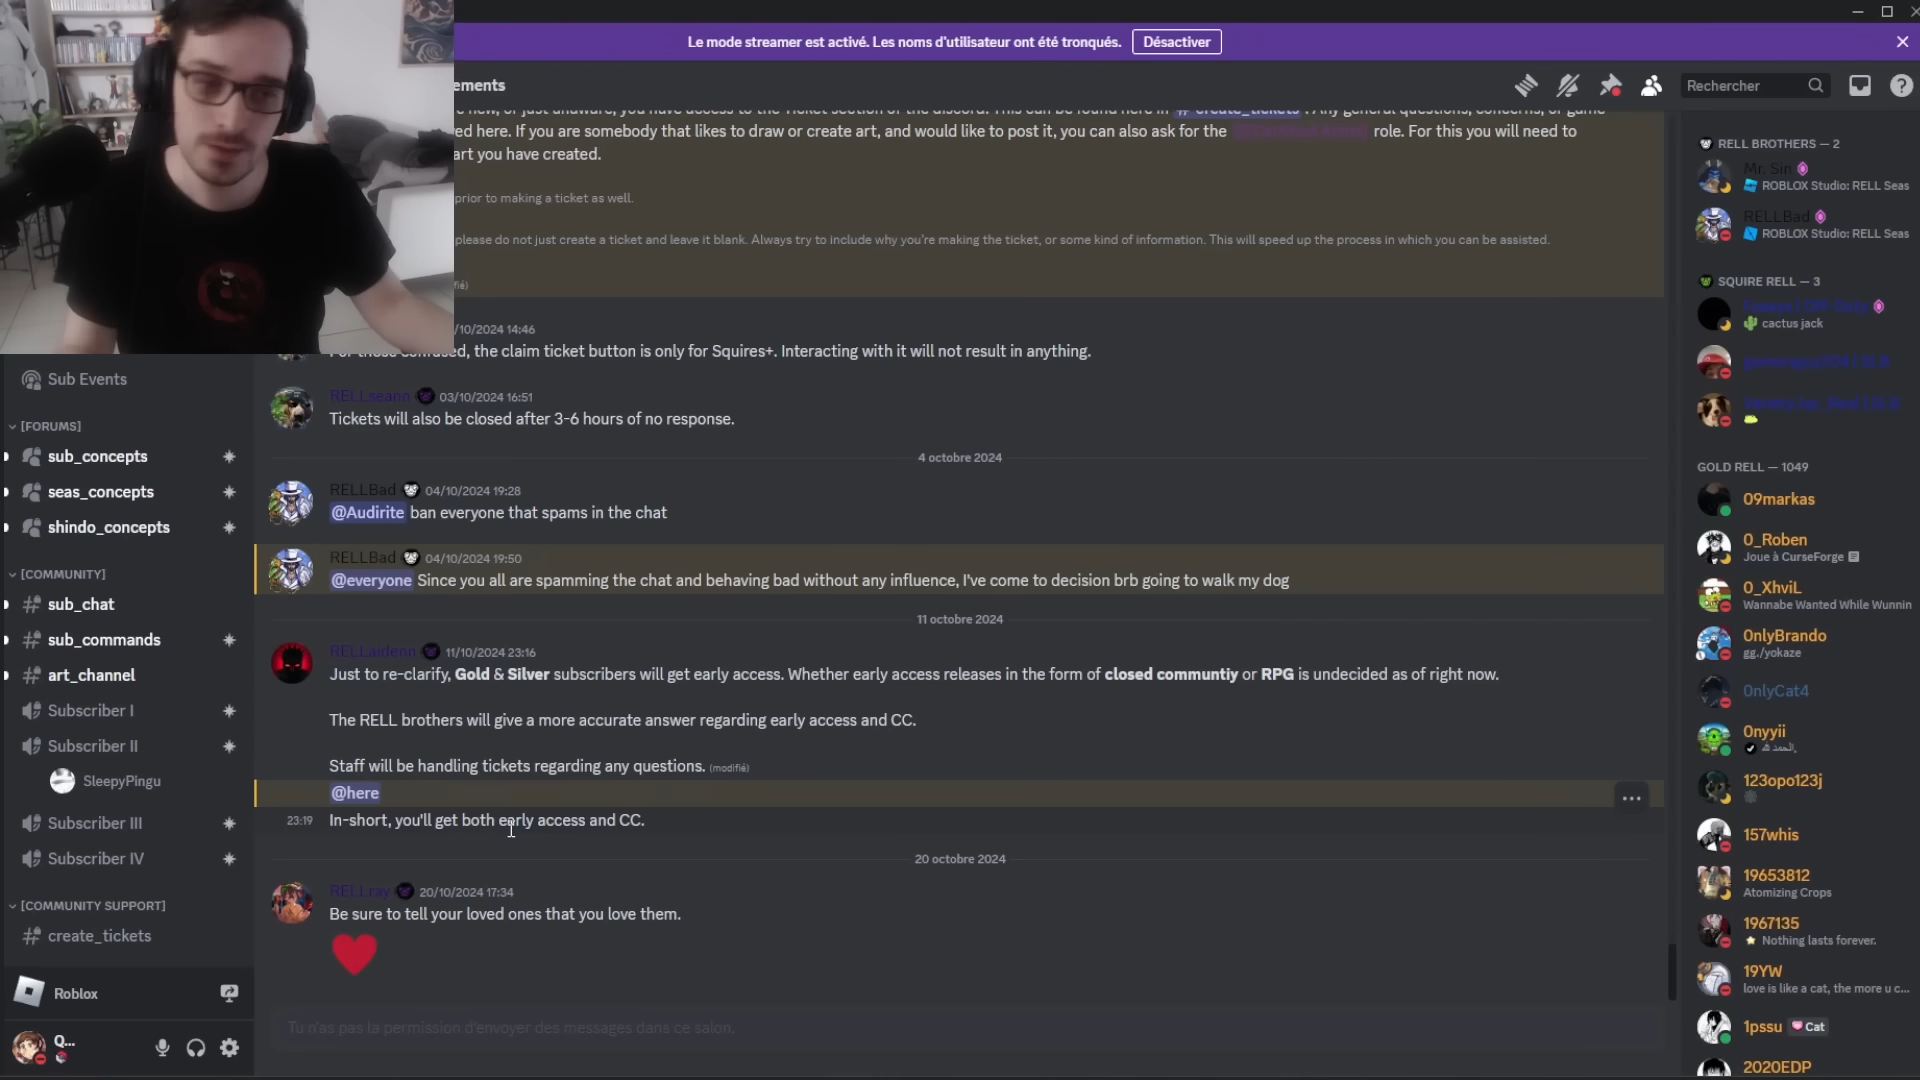 Le mode streamer est activé. Les noms d'utilisateur ont été tronqués.
Désactiver
ements
Rechercher
create_tickets
ed here. If you are somebody that likes to draw or create art, and would like to post it, you can also ask for the
role. For this you will need to
art you have created.
prior to making a ticket as well.
please do not just create a ticket and leave it blank. Always try to include why you're making the ticket, or some kind of information. This will speed up the process in which you can be assisted.
/10/2024 14:46
the claim ticket button is only for Squires+. Interacting with it will not result in anything.
RELLseann 03/10/2024 16:51
Tickets will also be closed after 3-6 hours of no response.
4 octobre 2024
RELLBad 04/10/2024 19:28
@Audirite ban everyone that spams in the chat
RELLBad 04/10/2024 19:50
@everyone Since you all are spamming the chat and behaving bad without any influence, I've come to decision brb going to walk my dog
11 octobre 2024
RELLaidenn 11/10/2024 23:16
Just to re-clarify, Gold & Silver subscribers will get early access. Whether early access releases in the form of closed communtiy or RPG is undecided as of right now.
The RELL brothers will give a more accurate answer regarding early access and CC.
Staff will be handling tickets regarding any questions. (modifié)
@here
23:19 In-short, you'll get both early access and CC.
20 octobre 2024
RELLray 20/10/2024 17:34
Be sure to tell your loved ones that you love them.
Tu n'as pas la permission d'envoyer des messages dans ce salon.
Sub Events
[FORUMS]
sub_concepts
seas_concepts
shindo_concepts
[COMMUNITY]
sub_chat
sub_commands
art_channel
Subscriber I
Subscriber II
SleepyPingu
Subscriber III
Subscriber IV
[COMMUNITY SUPPORT]
create_tickets
Roblox
Q...
RELL BROTHERS — 2
Mr. Sin
ROBLOX Studio: RELL Seas
RELLBad
ROBLOX Studio: RELL Seas
SQUIRE RELL — 3
cactus jack
GOLD RELL — 1049
09markas
0_Roben
Joue à CurseForge
0_XhviL
Wannabe Wanted While Wunnin
0nlyBrando
gg./yokaze
0nlyCat4
0nyyii
123opo123j
157whis
19653812
Atomizing Crops
1967135
Nothing lasts forever.
19YW
love is like a cat, the more u c...
1pssu Cat
2020EDP